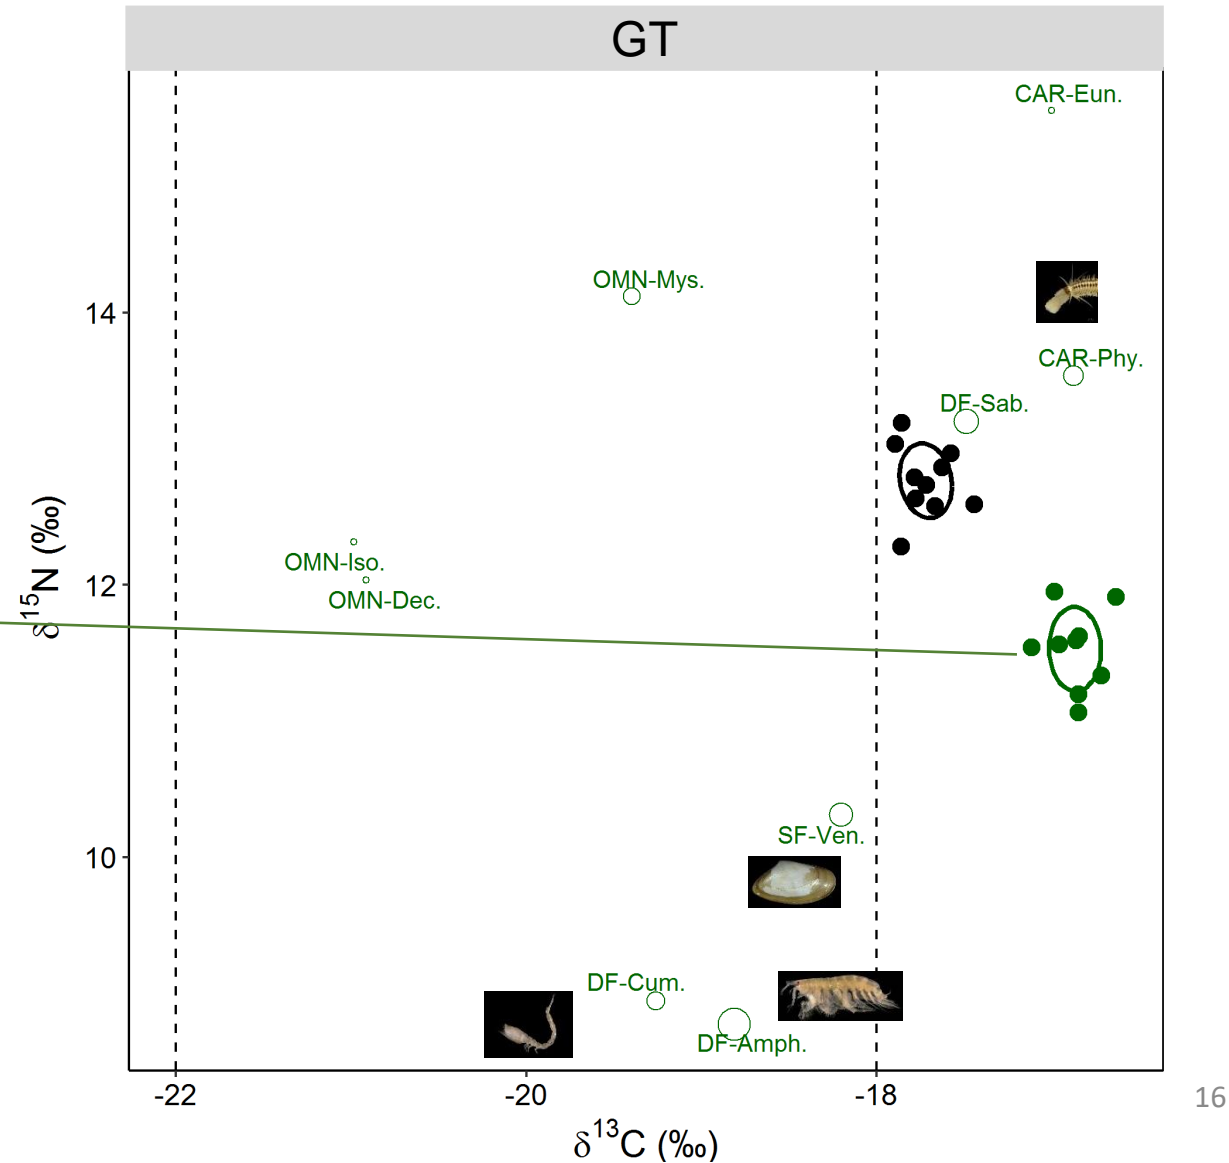 GT
CAR-Eun.
OMN-Mys.
14
CAR-Phy.
DF-Sab.
δ15N (‰)
OMN-Iso.
12
OMN-Dec.
SF-Ven.
10
DF-Cum.
DF-Amph.
-22 -20 -18
16
δ13C (‰)